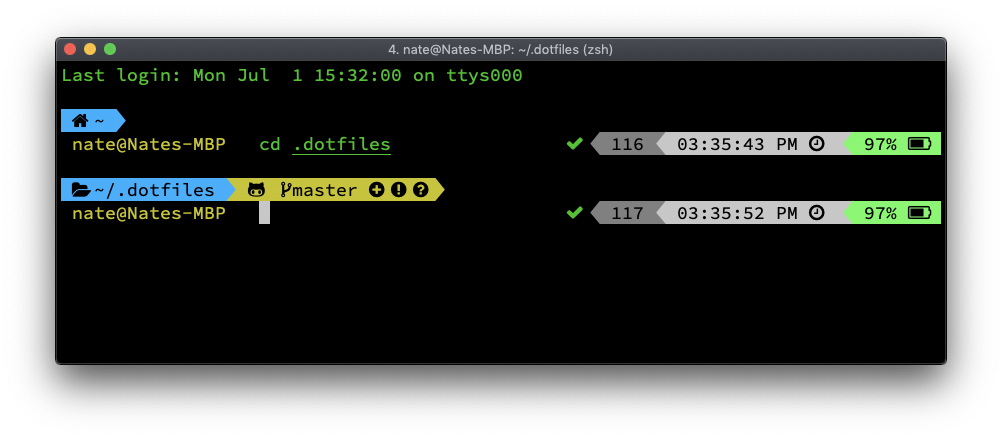 4. nate@Nates-MBP: ~/.dotfiles (zsh)
Last login: Mon Jul  1 15:32:00 on ttys000
~
nate@Nates-MBP cd .dotfiles 116 03:35:43 PM 97%
~/.dotfiles master
nate@Nates-MBP 117 03:35:52 PM 97%